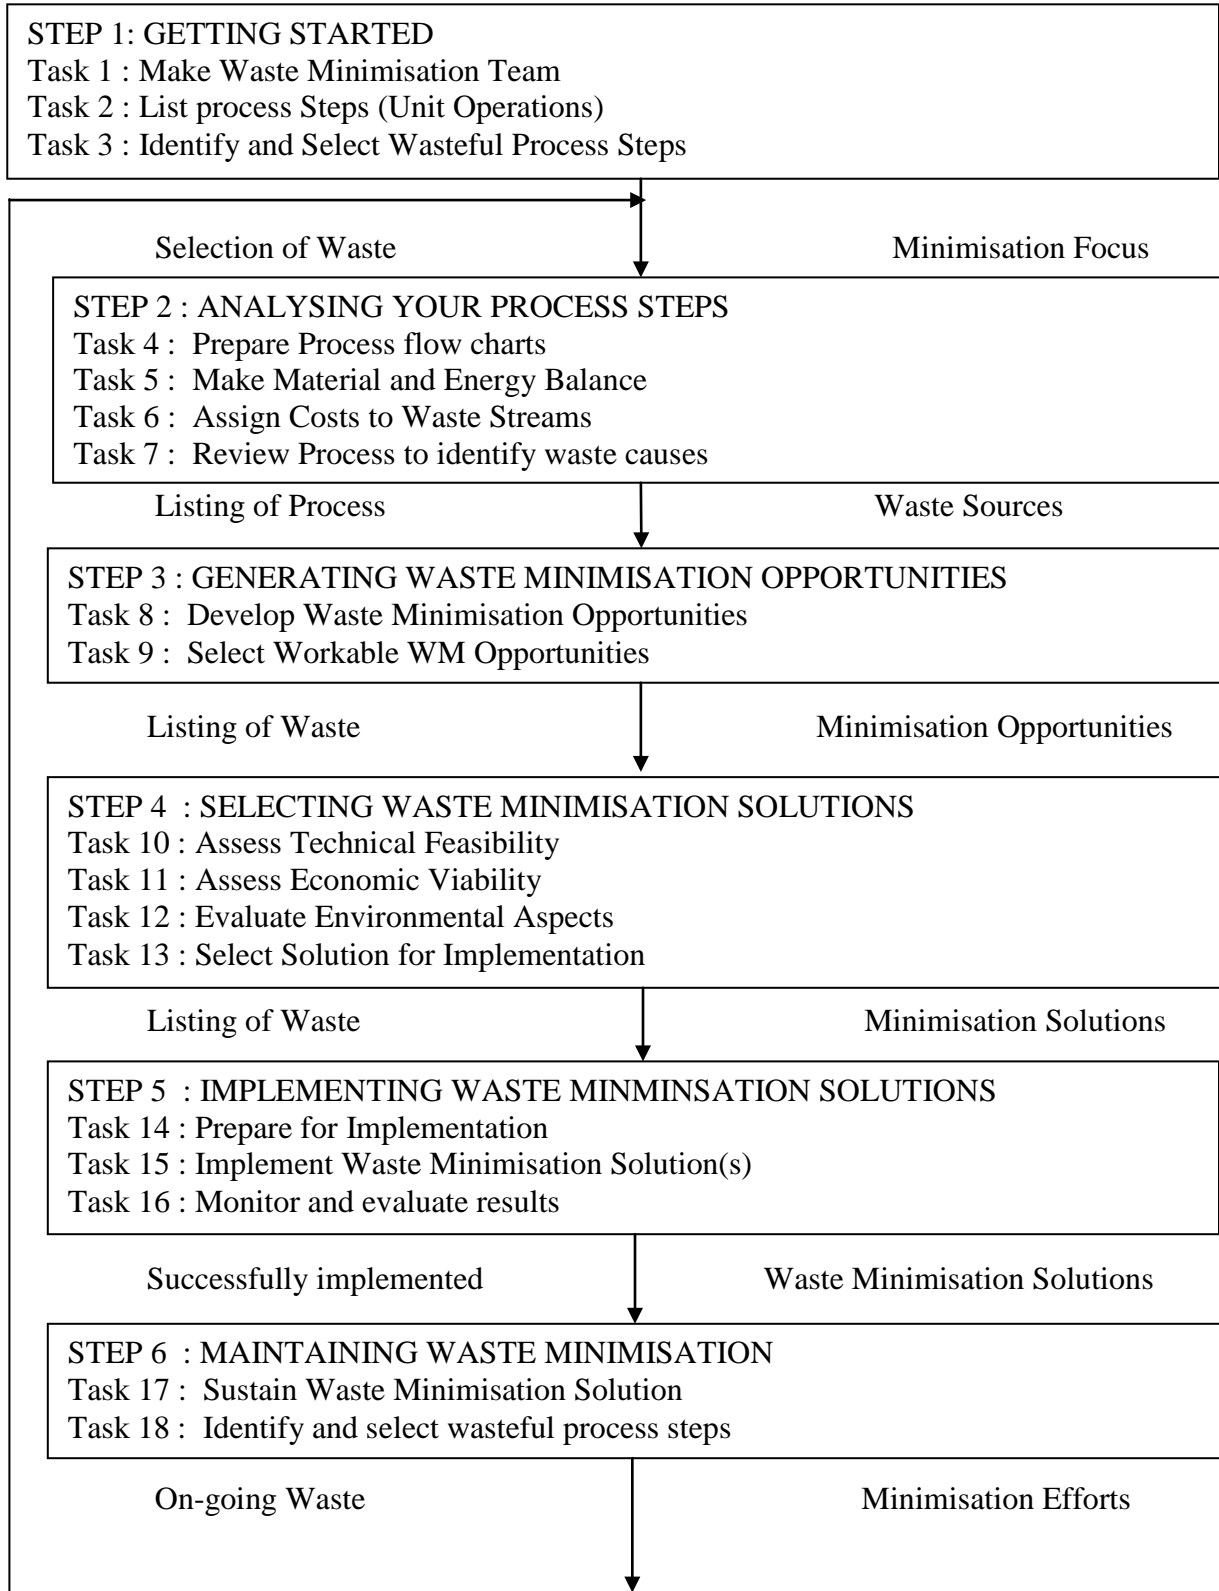 STEP 1: GETTING STARTED
Task 1 : Make Waste Minimisation Team
Task 2 : List process Steps (Unit Operations)
Task 3 : Identify and Select Wasteful Process Steps
Selection of Waste Minimisation Focus
STEP 2 : ANALYSING YOUR PROCESS STEPS
Task 4 : Prepare Process flow charts
Task 5 : Make Material and Energy Balance
Task 6 : Assign Costs to Waste Streams
Task 7 : Review Process to identify waste causes
Listing of Process Waste Sources
STEP 3 : GENERATING WASTE MINIMISATION OPPORTUNITIES
Task 8 : Develop Waste Minimisation Opportunities
Task 9 : Select Workable WM Opportunities
Listing of Waste Minimisation Opportunities
STEP 4 : SELECTING WASTE MINIMISATION SOLUTIONS
Task 10 : Assess Technical Feasibility
Task 11 : Assess Economic Viability
Task 12 : Evaluate Environmental Aspects
Task 13 : Select Solution for Implementation
Listing of Waste Minimisation Solutions
STEP 5 : IMPLEMENTING WASTE MINMINSATION SOLUTIONS
Task 14 : Prepare for Implementation
Task 15 : Implement Waste Minimisation Solution(s)
Task 16 : Monitor and evaluate results
Successfully implemented Waste Minimisation Solutions
STEP 6 : MAINTAINING WASTE MINIMISATION
Task 17 : Sustain Waste Minimisation Solution
Task 18 : Identify and select wasteful process steps
On-going Waste Minimisation Efforts